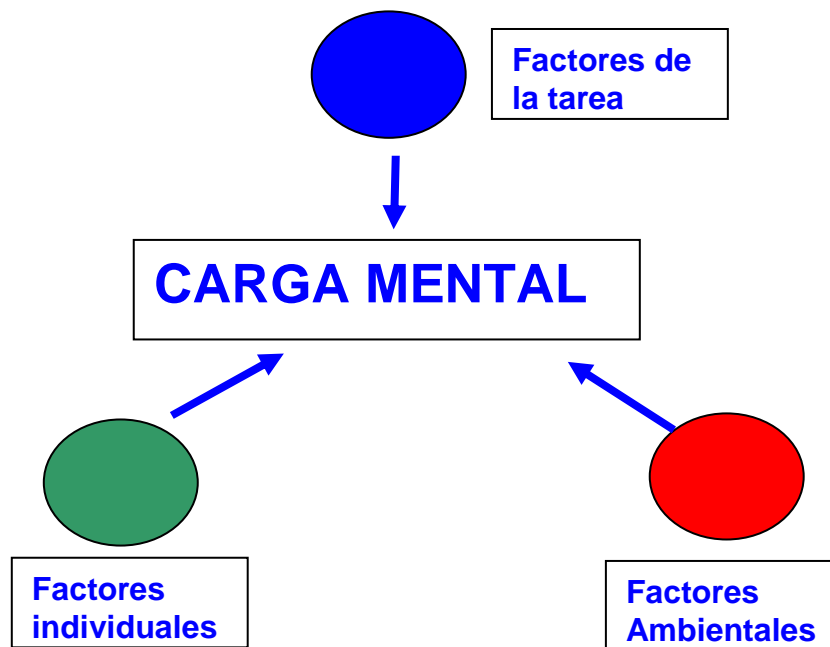 Factores de
la tarea
CARGA MENTAL
Factores
individuales
Factores
Ambientales